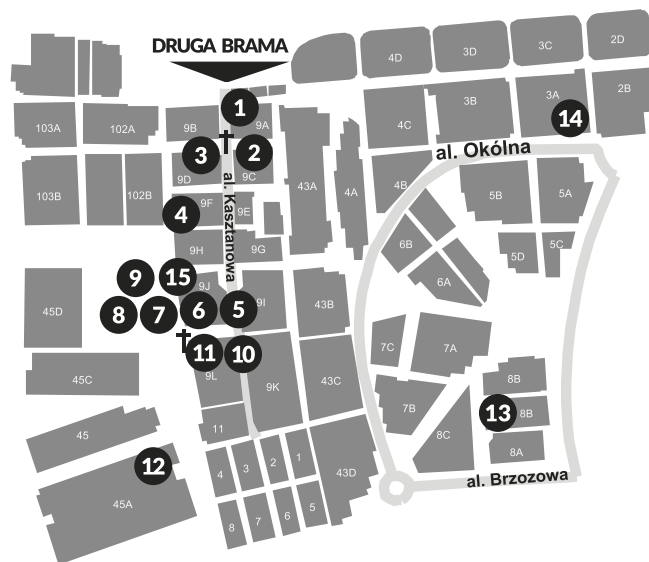 DRUGA BRAMA
4D
3D
3C
2D
1
9B
9A
4C
3B
3A
2B
14
103A
102A
3
2
al. Okólna
9D
9C
43A
4A
4B
5B
5A
103B
102B
4
9F
9E
al. Kasztanowa
6B
5D
5C
9H
9G
6A
9
15
9J
45D
8
7
6
5
9I
43B
7C
7A
11
10
45C
9L
9K
43C
7B
8B
13
8B
8C
8A
11
45
12
4
3
2
1
43D
al. Brzozowa
45A
8
7
6
5